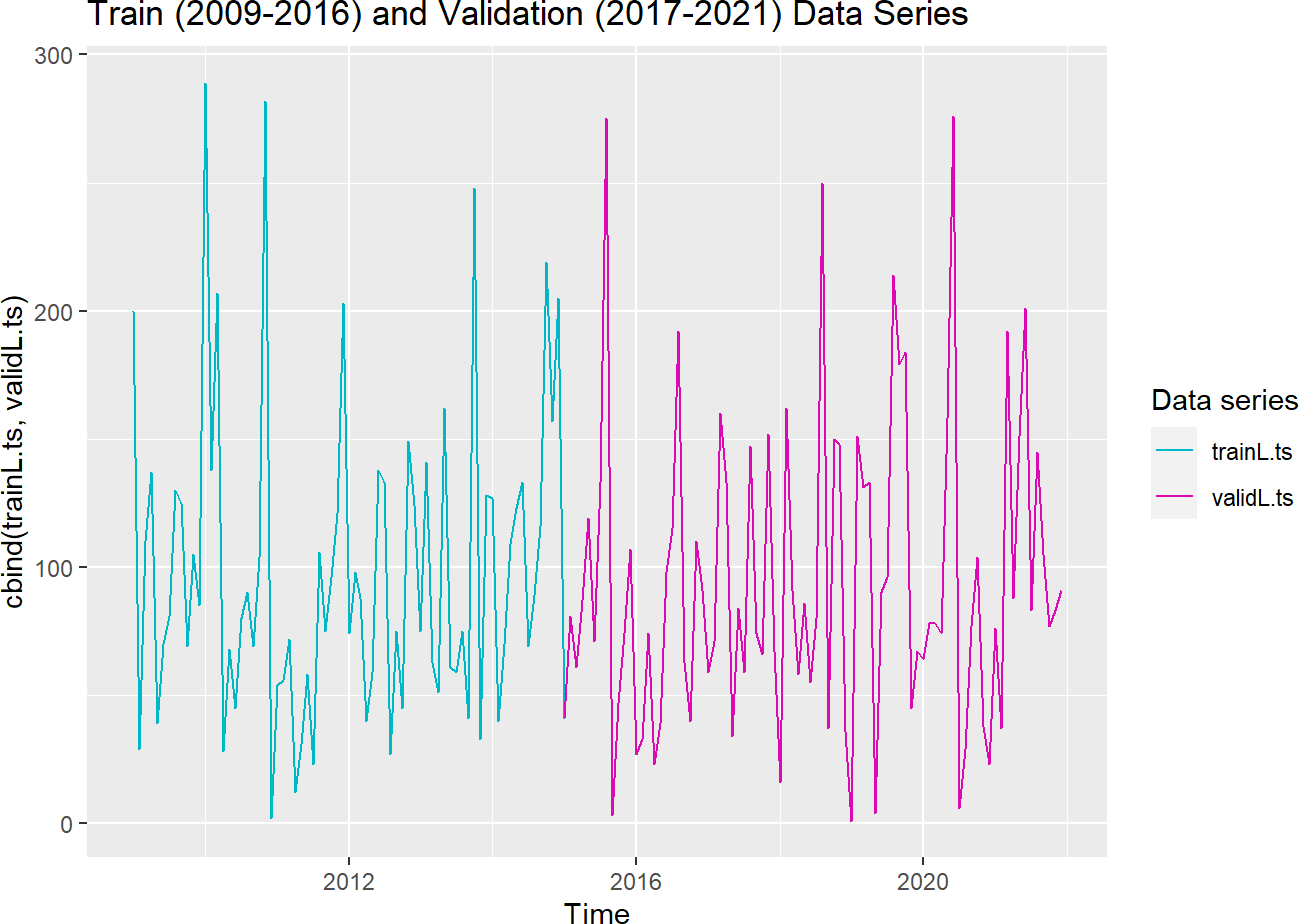 Train (2009-2016) and Validation (2017-2021) Data Series
cbind(trainL.ts, validL.ts)
300
200
100
0
2012
2016
2020
Time
Data series
trainL.ts
validL.ts